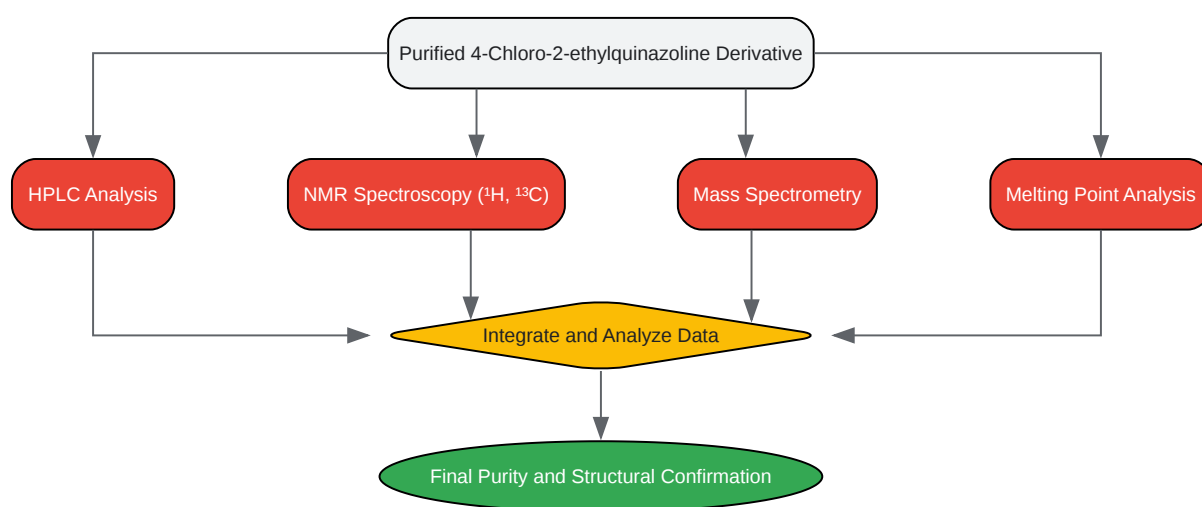 Purified 4-Chloro-2-ethylquinazoline Derivative
HPLC Analysis
NMR Spectroscopy (¹H, ¹³C)
Mass Spectrometry
Melting Point Analysis
Integrate and Analyze Data
Final Purity and Structural Confirmation